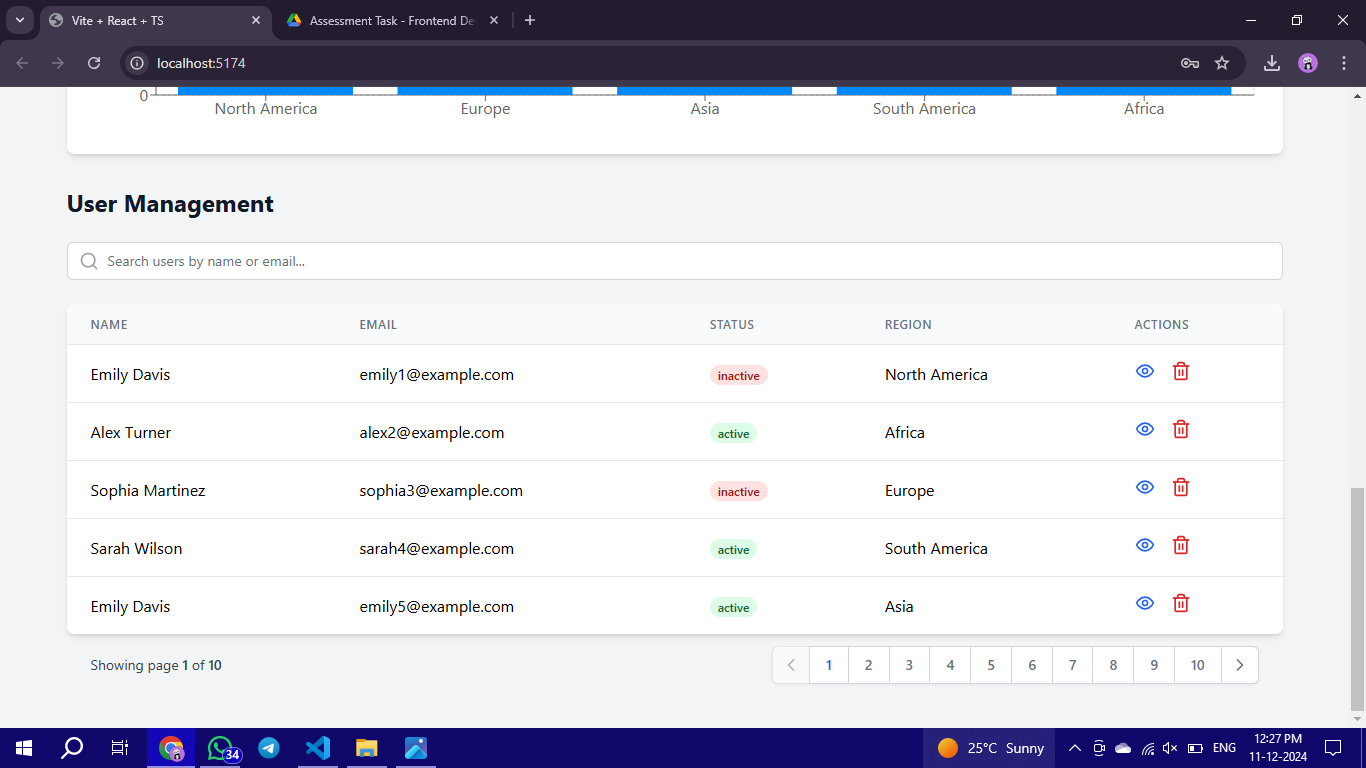 Vite + React + TS
Assessment Task - Frontend De
localhost:5174
0
North America Europe Asia South America Africa
User Management
Search users by name or email...
NAME EMAIL STATUS REGION ACTIONS
Emily Davis emily1@example.com inactive North America
Alex Turner alex2@example.com active Africa
Sophia Martinez sophia3@example.com inactive Europe
Sarah Wilson sarah4@example.com active South America
Emily Davis emily5@example.com active Asia
Showing page 1 of 10
1 2 3 4 5 6 7 8 9 10
34
25°C Sunny
ENG
12:27 PM
11-12-2024